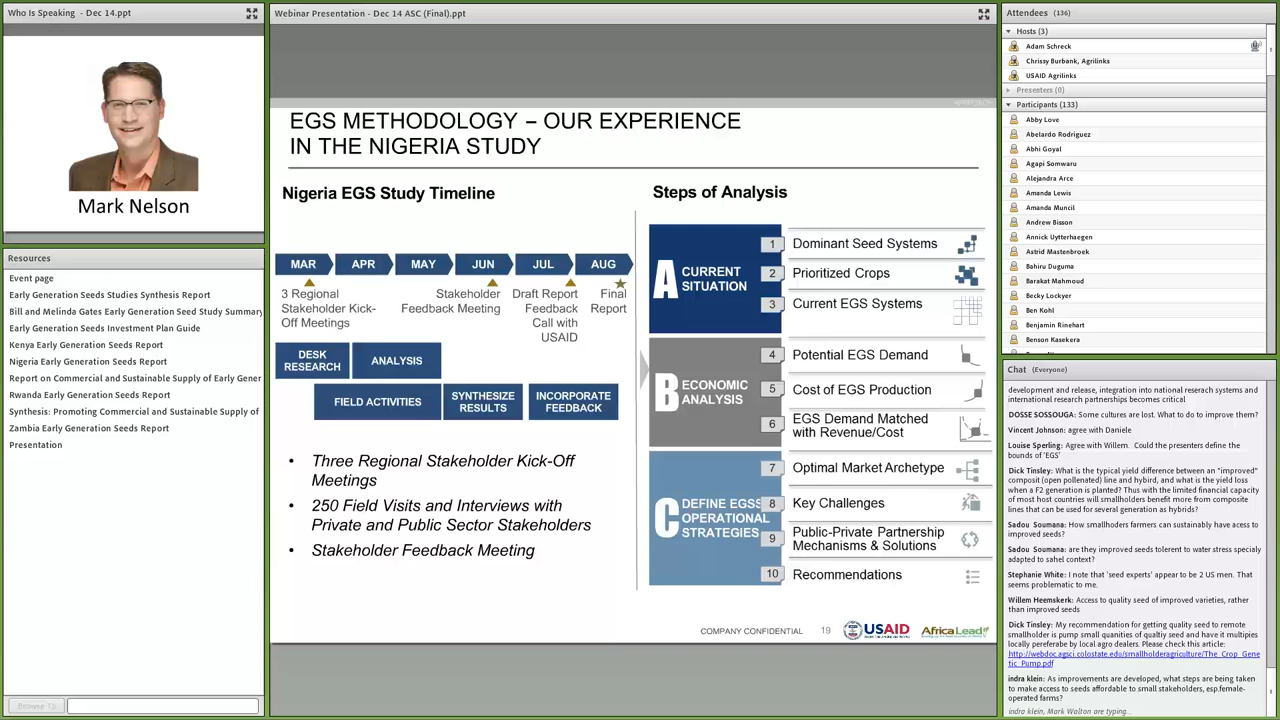 Who Is Speaking - Dec 14.ppt
Mark Nelson
Resources
Event page
Early Generation Seeds Studies Synthesis Report
Bill and Melinda Gates Early Generation Seed Study Summary
Early Generation Seeds Investment Plan Guide
Kenya Early Generation Seeds Report
Nigeria Early Generation Seeds Report
Report on Commercial and Sustainable Supply of Early Gener
Rwanda Early Generation Seeds Report
Synthesis: Promoting Commercial and Sustainable Supply of
Zambia Early Generation Seeds Report
Presentation
Browse To
Webinar Presentation - Dec 14 ASC (Final).ppt
EGS METHODOLOGY – OUR EXPERIENCE
IN THE NIGERIA STUDY
Nigeria EGS Study Timeline
MAR APR MAY JUN JUL AUG
3 Regional
Stakeholder Kick-
Off Meetings
Stakeholder
Feedback Meeting
Draft Report
Feedback
Call with
USAID
Final
Report
DESK
RESEARCH
ANALYSIS
FIELD ACTIVITIES
SYNTHESIZE
RESULTS
INCORPORATE
FEEDBACK
• Three Regional Stakeholder Kick-Off
Meetings
• 250 Field Visits and Interviews with
Private and Public Sector Stakeholders
• Stakeholder Feedback Meeting
Steps of Analysis
A CURRENT
SITUATION
1 Dominant Seed Systems
2 Prioritized Crops
3 Current EGS Systems
B ECONOMIC
ANALYSIS
4 Potential EGS Demand
5 Cost of EGS Production
6 EGS Demand Matched
with Revenue/Cost
C DEFINE EGSS
OPERATIONAL
STRATEGIES
7 Optimal Market Archetype
8 Key Challenges
9 Public-Private Partnership
Mechanisms & Solutions
10 Recommendations
COMPANY CONFIDENTIAL 19
USAID
AfricaLead
Attendees (136)
Hosts (3)
Adam Schreck
Chrissy Burbank, Agrilinks
USAID Agrilinks
Presenters (0)
Participants (133)
Abby Love
Abelardo Rodriguez
Abhi Goyal
Agapi Somwaru
Alejandra Arce
Amanda Lewis
Amanda Muncil
Andrew Bisson
Annick Uytterhaegen
Astrid Mastenbroek
Bahiru Duguma
Barakat Mahmoud
Becky Lockyer
Ben Kohl
Benjamin Rinehart
Benson Kasekera
Chat (Everyone)
development and release, integration into national reserach systems and
international research partnerships becomes critical
DOSSE SOSSOUGA: Some cultures are lost. What to do to improve them?
Vincent Johnson: agree with Daniele
Louise Sperling: Agree with Willem. Could the presenters define the
bounds of 'EGS'
Dick Tinsley: What is the typical yield difference between an "improved"
composit (open pollenated) line and hybrid, and what is the yield loss
when a F2 generation is planted? Thus with the limited financial capacity
of most host countries will smallholders benefit more from composite
lines that can be used for several generation as hybrids?
Sadou Soumana: How smallhoders farmers can sustainably have acess to
improved seeds?
Sadou Soumana: are they improved seeds tolerent to water stress specialy
adapted to sahel context?
Stephanie White: I note that 'seed experts' appear to be 2 US men. That
seems problematic to me.
Willem Heemskerk: Access to quality seed of improved varieties, rather
than improved seeds
Dick Tinsley: My recommendation for getting quality seed to remote
smallholder is pump small quanities of qualtiy seed and have it multiples
locally preferabe by local agro dealers. Please check this article:
http://webdoc.agsci.colostate.edu/smallholderagriculture/The_Crop_Gene
tic_Pump.pdf
indra klein: As improvements are developed, what steps are being taken
to make access to seeds affordable to small stakeholders, esp.female-
operated farms?
indra klein, Mark Walton are typing...